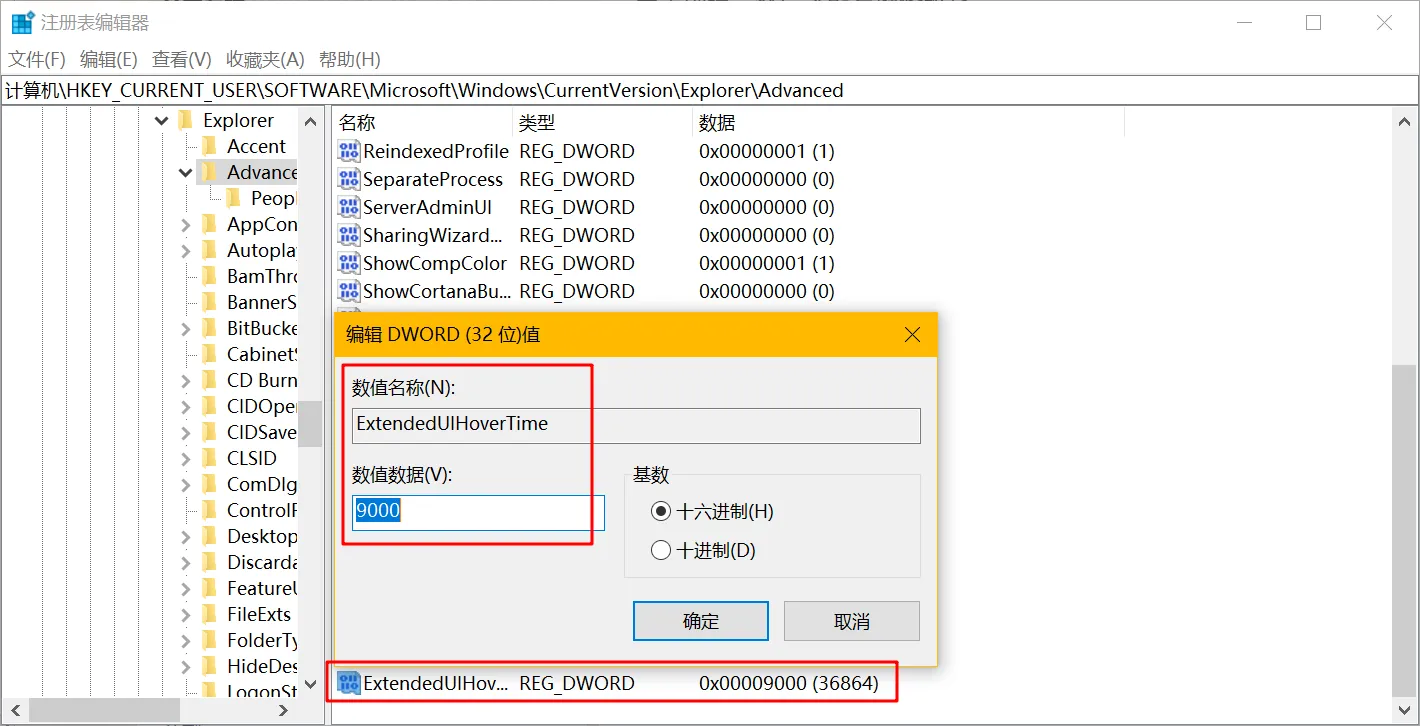 注册表编辑器
文件(F) 编辑(E) 查看(V) 收藏夹(A) 帮助(H)
计算机\HKEY_CURRENT_USER\SOFTWARE\Microsoft\Windows\CurrentVersion\Explorer\Advanced
Explorer
Accent
Advance
Peop
AppCon
Autopla
BamThr
BannerS
BitBucke
Cabinet
CD Burn
CIDOpe
CIDSave
CLSID
ComDlg
Control
Desktop
Discarda
Feature
FileExts
FolderTy
HideDes
LogonSt
名称 类型 数据
ReindexedProfile REG_DWORD 0x00000001 (1)
SeparateProcess REG_DWORD 0x00000000 (0)
ServerAdminUI REG_DWORD 0x00000000 (0)
SharingWizard... REG_DWORD 0x00000000 (0)
ShowCompColor REG_DWORD 0x00000001 (1)
ShowCortanaBu... REG_DWORD 0x00000000 (0)
编辑 DWORD (32 位)值
数值名称(N):
ExtendedUIHoverTime
数值数据(V):
9000
基数
十六进制(H)
十进制(D)
确定 取消
ExtendedUIHov... REG_DWORD 0x00009000 (36864)